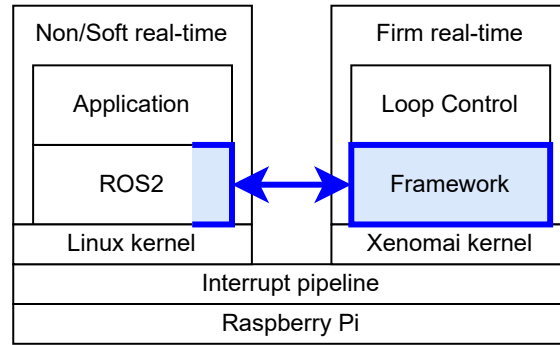 Non/Soft real-time
Firm real-time
Application
Loop Control
ROS2
Framework
Linux kernel
Xenomai kernel
Interrupt pipeline
Raspberry Pi